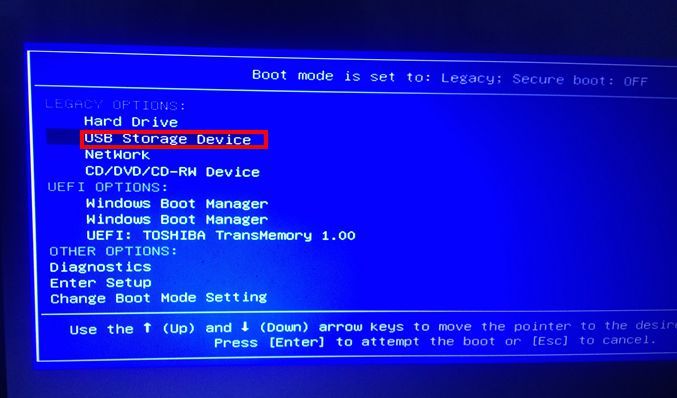 Boot mode is set to: Legacy; Secure boot: OFF
LEGACY OPTIONS:
Hard Drive
USB Storage Device
NetWork
CD/DVD/CD-RW Device
UEFI OPTIONS:
Windows Boot Manager
Windows Boot Manager
UEFI: TOSHIBA TransMemory 1.00
OTHER OPTIONS:
Diagnostics
Enter Setup
Change Boot Mode Setting
Use the ↑ (Up) and ↓ (Down) arrow keys to move the pointer to the desire
Press [Enter] to attempt the boot or [Esc] to cancel.